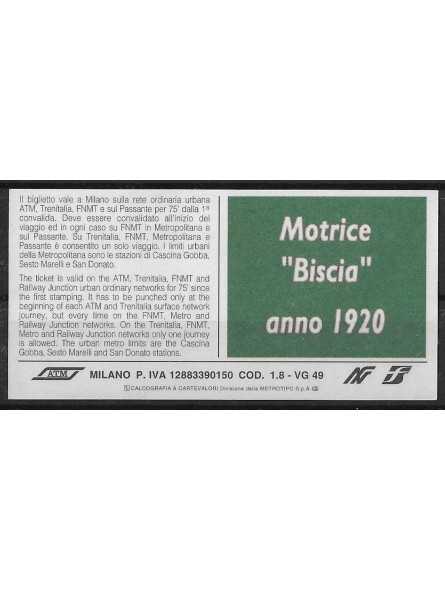 Il biglietto vale a Milano sulla rete ordinaria urbana
ATM, Trenitalia, FNMT e sul Passante per 75' dalla 1ª
convalida. Deve essere convalidato all'inizio del
viaggio ed in ogni caso su FNMT in Metropolitana e
sul Passante. Su Trenitalia, FNMT, Metropolitana e
Passante è consentito un solo viaggio. I limiti urbani
della Metropolitana sono le stazioni di Cascina Gobba,
Sesto Marelli e San Donato.
The ticket is valid on the ATM, Trenitalia, FNMT and
Railway Junction urban ordinary networks for 75' since
the first stamping. It has to be punched only at the
beginning of each ATM and Trenitalia surface network
journey, but every time on the FNMT, Metro and
Railway Junction networks. On the Trenitalia, FNMT,
Metro and Railway Junction networks only one journey
is allowed. The urban metro limits are the Cascina
Gobba, Sesto Marelli and San Donato stations.
Motrice
"Biscia"
anno 1920
ATM MILANO P. IVA 12883390150 COD. 1.8 - VG 49
CALCOGRAFIA & CARTEVALORI Divisione della METROTIPO S.p.A.